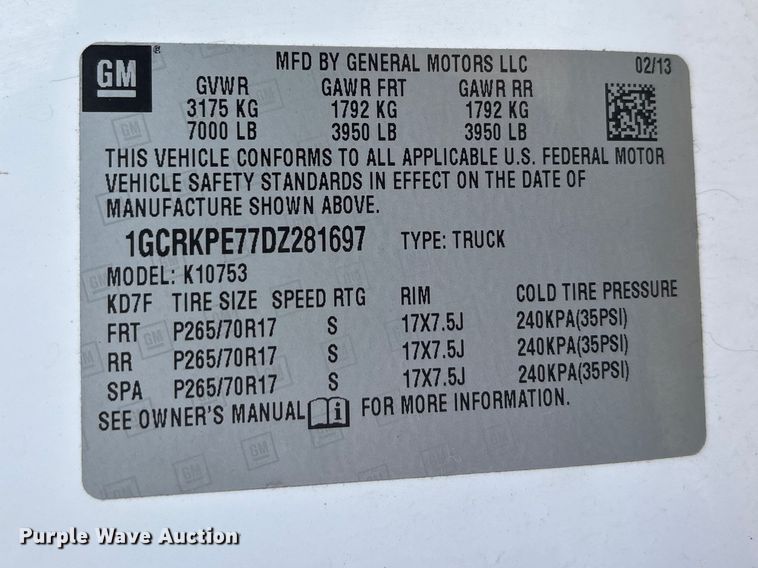 GM
®
MFD BY GENERAL MOTORS LLC 02/13
GVWR GAWR FRT GAWR RR
3175 KG 1792 KG 1792 KG
7000 LB 3950 LB 3950 LB
THIS VEHICLE CONFORMS TO ALL APPLICABLE U.S. FEDERAL MOTOR
VEHICLE SAFETY STANDARDS IN EFFECT ON THE DATE OF
MANUFACTURE SHOWN ABOVE.
1GCRKPE77DZ281697 TYPE: TRUCK
MODEL: K10753
KD7F TIRE SIZE SPEED RTG RIM COLD TIRE PRESSURE
FRT P265/70R17 S 17X7.5J 240KPA(35PSI)
RR P265/70R17 S 17X7.5J 240KPA(35PSI)
SPA P265/70R17 S 17X7.5J 240KPA(35PSI)
SEE OWNER'S MANUAL FOR MORE INFORMATION.
Purple Wave Auction